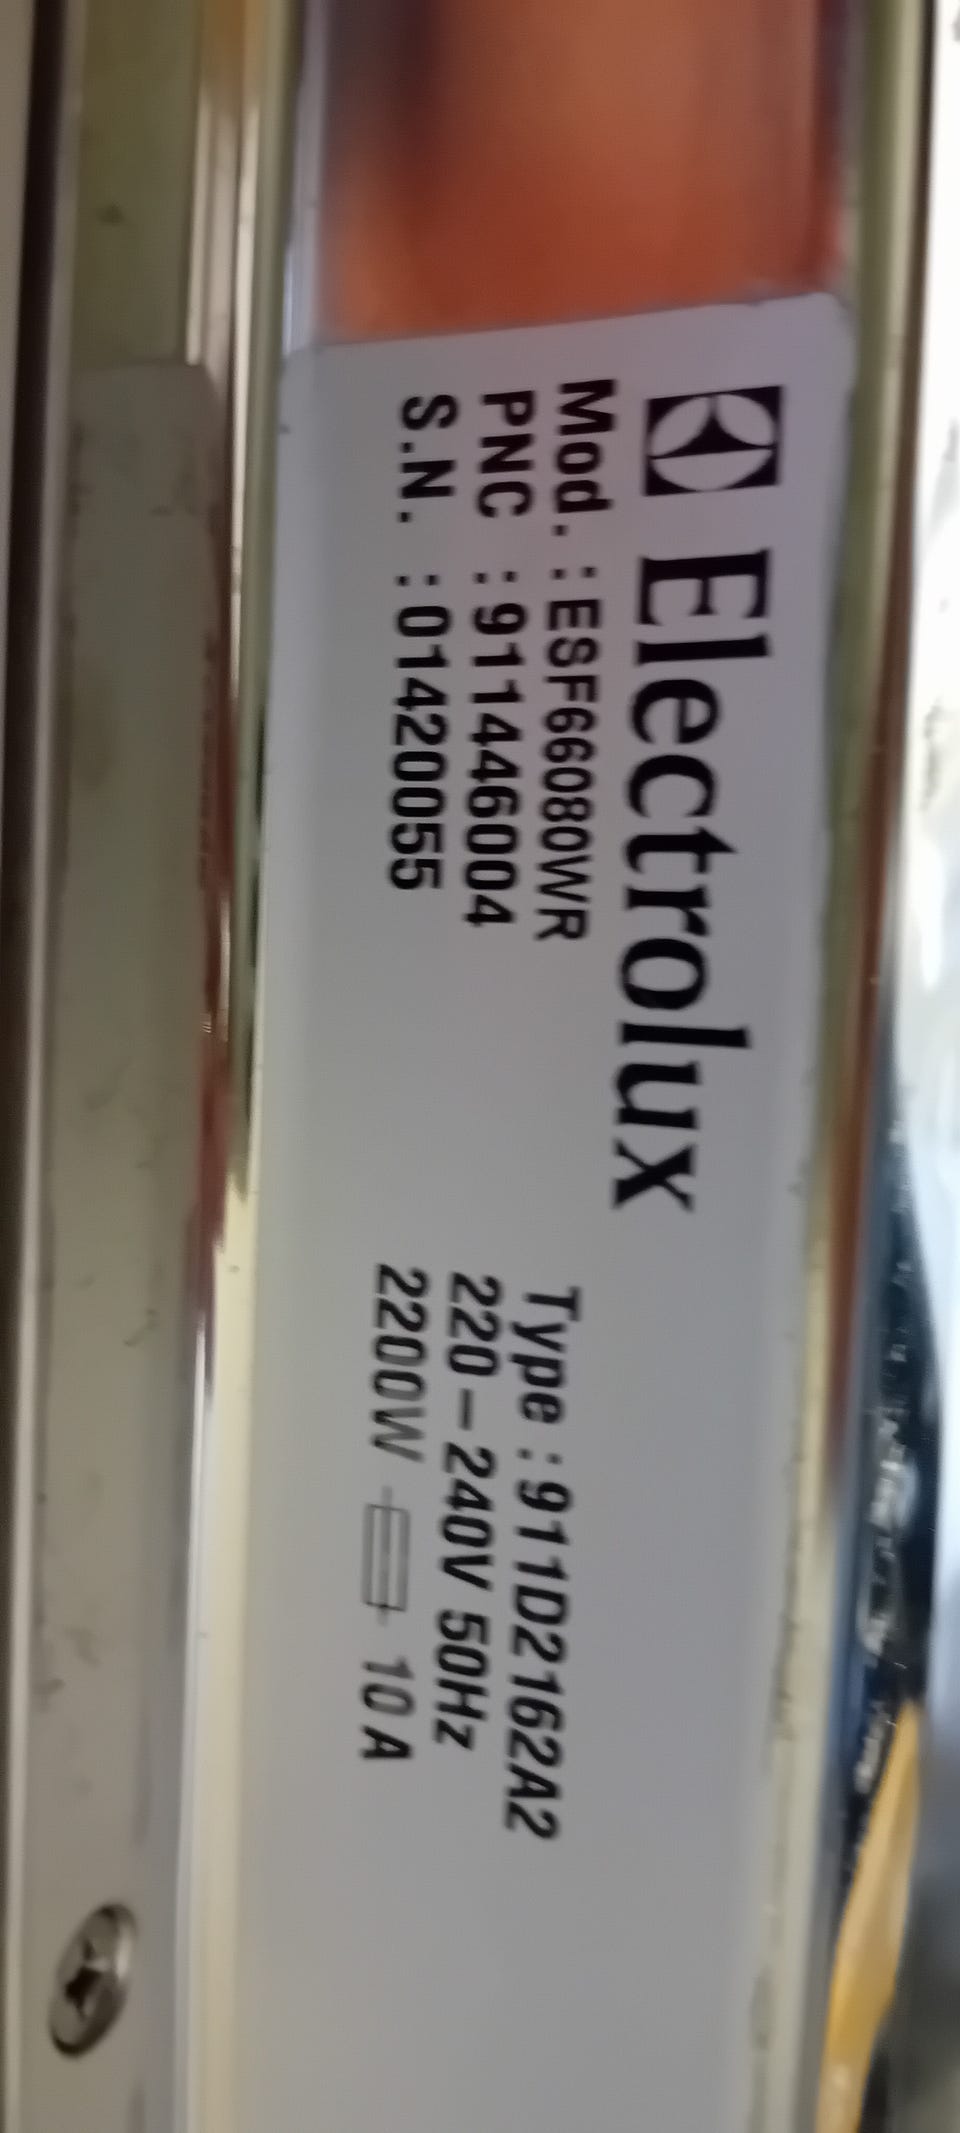 Electrolux
Mod. :ESF66080WR
PNC :911446004
S.N. :01420055
Type :911D2162A2
220-240V 50Hz
2200W 10 A